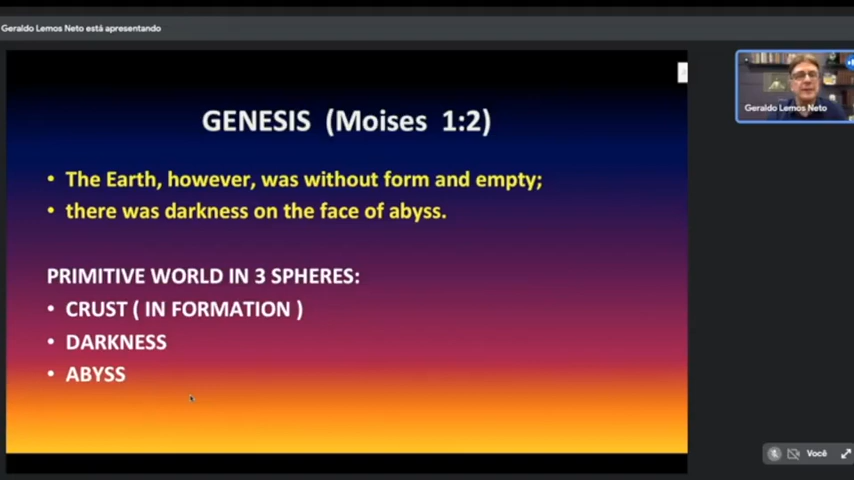 Geraldo Lemos Neto está apresentando
GENESIS (Moises 1:2)
• The Earth, however, was without form and empty;
• there was darkness on the face of abyss.
PRIMITIVE WORLD IN 3 SPHERES:
• CRUST ( IN FORMATION )
• DARKNESS
• ABYSS
Geraldo Lemos Neto
Você